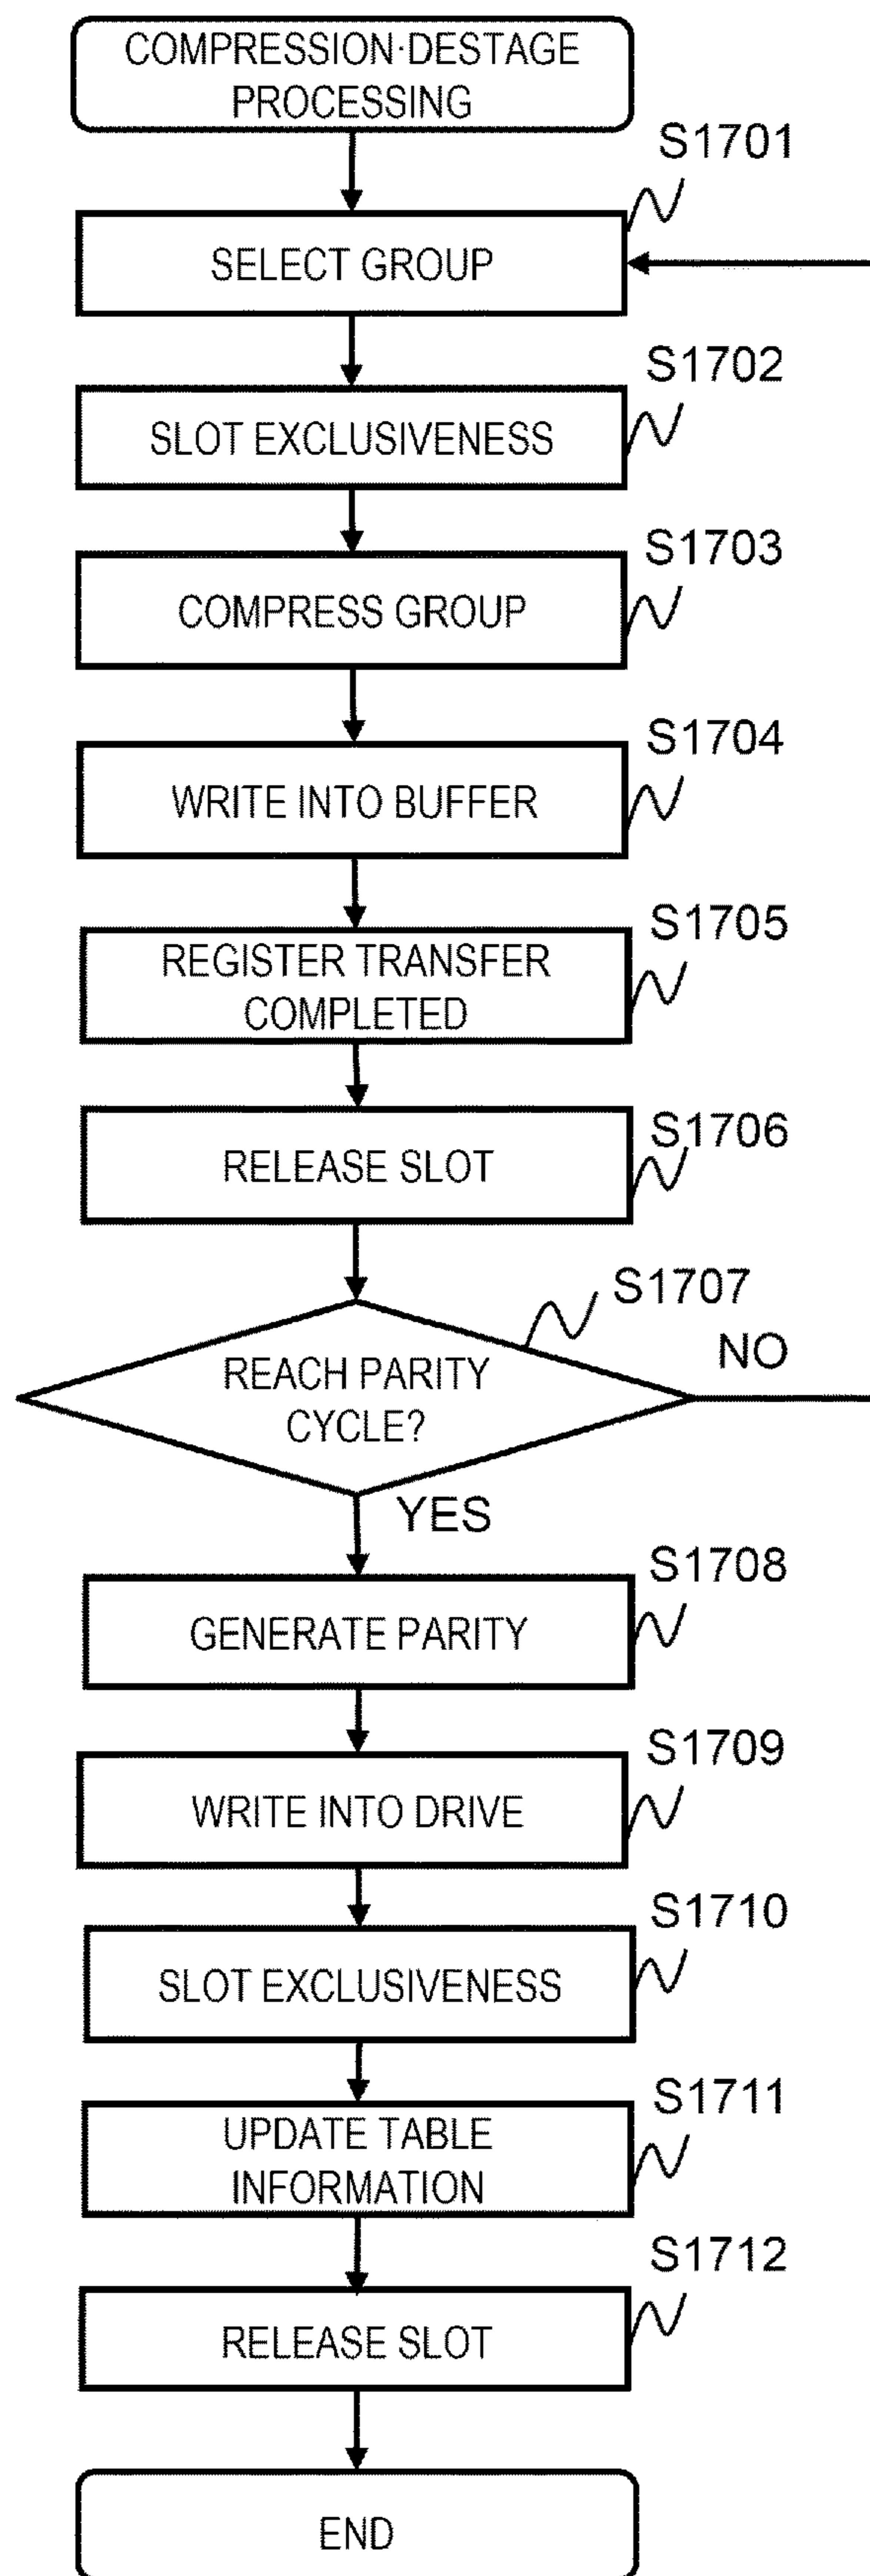 COMPRESSION·DESTAGE
PROCESSING
S1701
SELECT GROUP
S1702
SLOT EXCLUSIVENESS
S1703
COMPRESS GROUP
S1704
WRITE INTO BUFFER
S1705
REGISTER TRANSFER
COMPLETED
S1706
RELEASE SLOT
S1707
REACH PARITY
CYCLE?
NO
YES
S1708
GENERATE PARITY
S1709
WRITE INTO DRIVE
S1710
SLOT EXCLUSIVENESS
S1711
UPDATE TABLE
INFORMATION
S1712
RELEASE SLOT
END